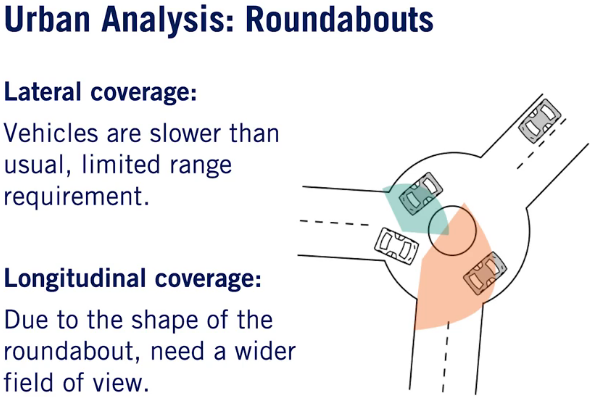 Urban Analysis: Roundabouts
Lateral coverage:
Vehicles are slower than
usual, limited range
requirement.
Longitudinal coverage:
Due to the shape of the
roundabout, need a wider
field of view.